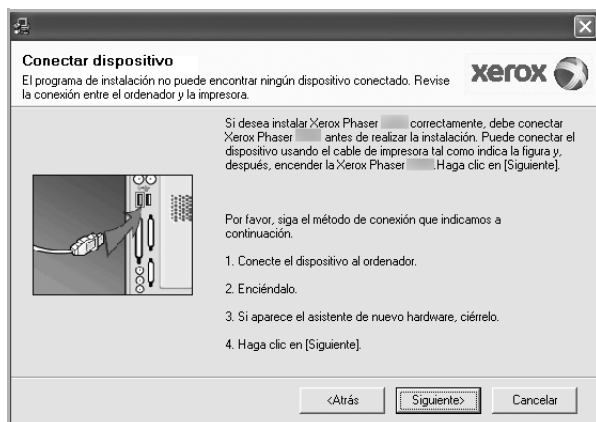 Conectar dispositivo
El programa de instalación no puede encontrar ningún dispositivo conectado. Revise
la conexión entre el ordenador y la impresora.
xerox
Si desea instalar Xerox Phaser correctamente, debe conectar
Xerox Phaser antes de realizar la instalación. Puede conectar el
dispositivo usando el cable de impresora tal como indica la figura y,
después, encender la Xerox Phaser .Haga clic en [Siguiente].
Por favor, siga el método de conexión que indicamos a
continuación.
1. Conecte el dispositivo al ordenador.
2. Enciéndalo.
3. Si aparece el asistente de nuevo hardware, ciérrelo.
4. Haga clic en [Siguiente].
<Atrás
Siguiente>
Cancelar